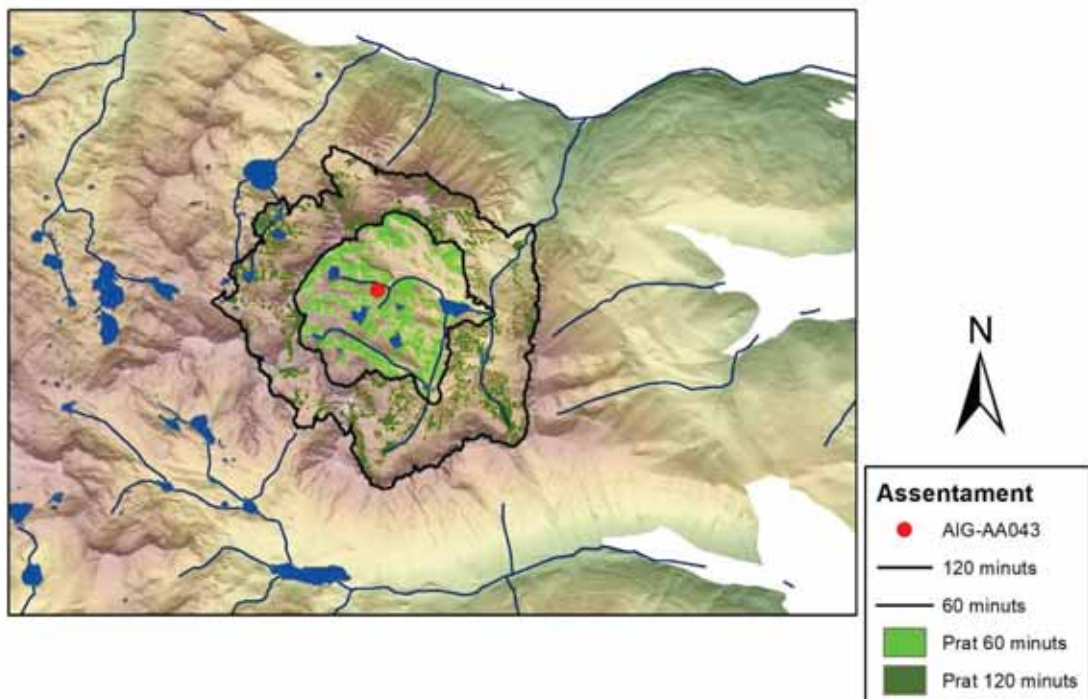 N
Assentament
AIG-AA043
120 minuts
60 minuts
Prat 60 minuts
Prat 120 minuts